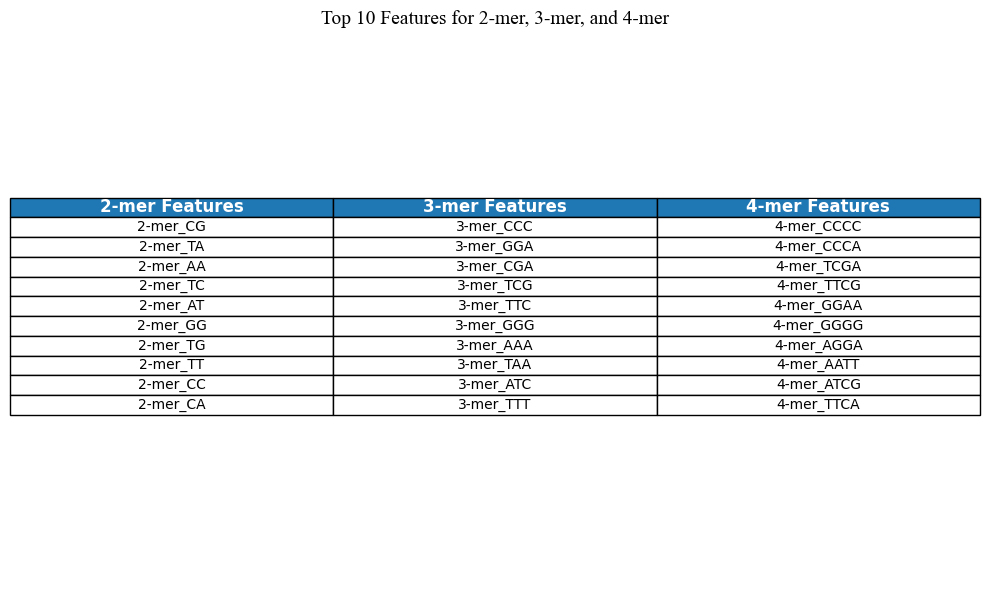 Top 10 Features for 2-mer, 3-mer, and 4-mer
2-mer Features 3-mer Features 4-mer Features
2-mer_CG 3-mer_CCC 4-mer_CCCC
2-mer_TA 3-mer_GGA 4-mer_CCCA
2-mer_AA 3-mer_CGA 4-mer_TCGA
2-mer_TC 3-mer_TCG 4-mer_TTCG
2-mer_AT 3-mer_TTC 4-mer_GGAA
2-mer_GG 3-mer_GGG 4-mer_GGGG
2-mer_TG 3-mer_AAA 4-mer_AGGA
2-mer_TT 3-mer_TAA 4-mer_AATT
2-mer_CC 3-mer_ATC 4-mer_ATCG
2-mer_CA 3-mer_TTT 4-mer_TTCA